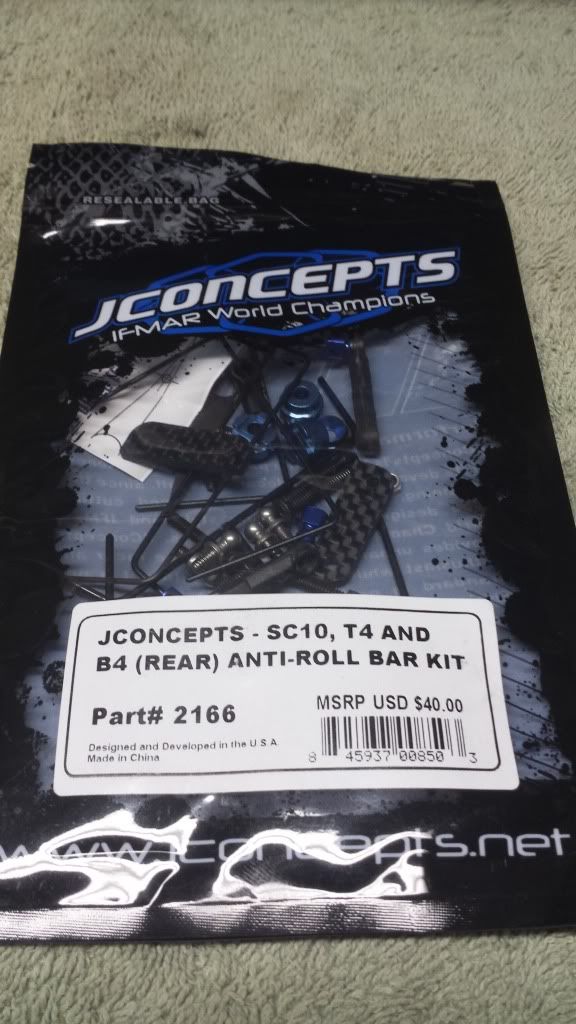 RESEALABLE BAG
JCONCEPTS
IFMAR World Champions
JCONCEPTS - SC10, T4 AND
B4 (REAR) ANTI-ROLL BAR KIT
Part# 2166
MSRP USD $40.00
Designed and Developed in the U.S.A.
Made in China
8 45937 00850 3
www.jconcepts.net